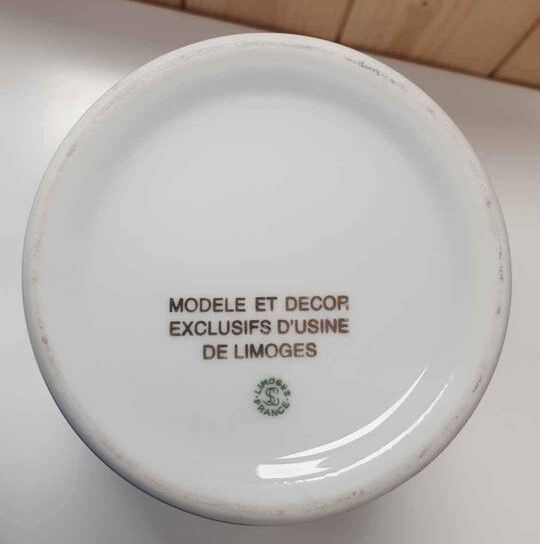 MODELE ET DECOR
EXCLUSIFS D'USINE
DE LIMOGES
LIMOGES
FRANCE